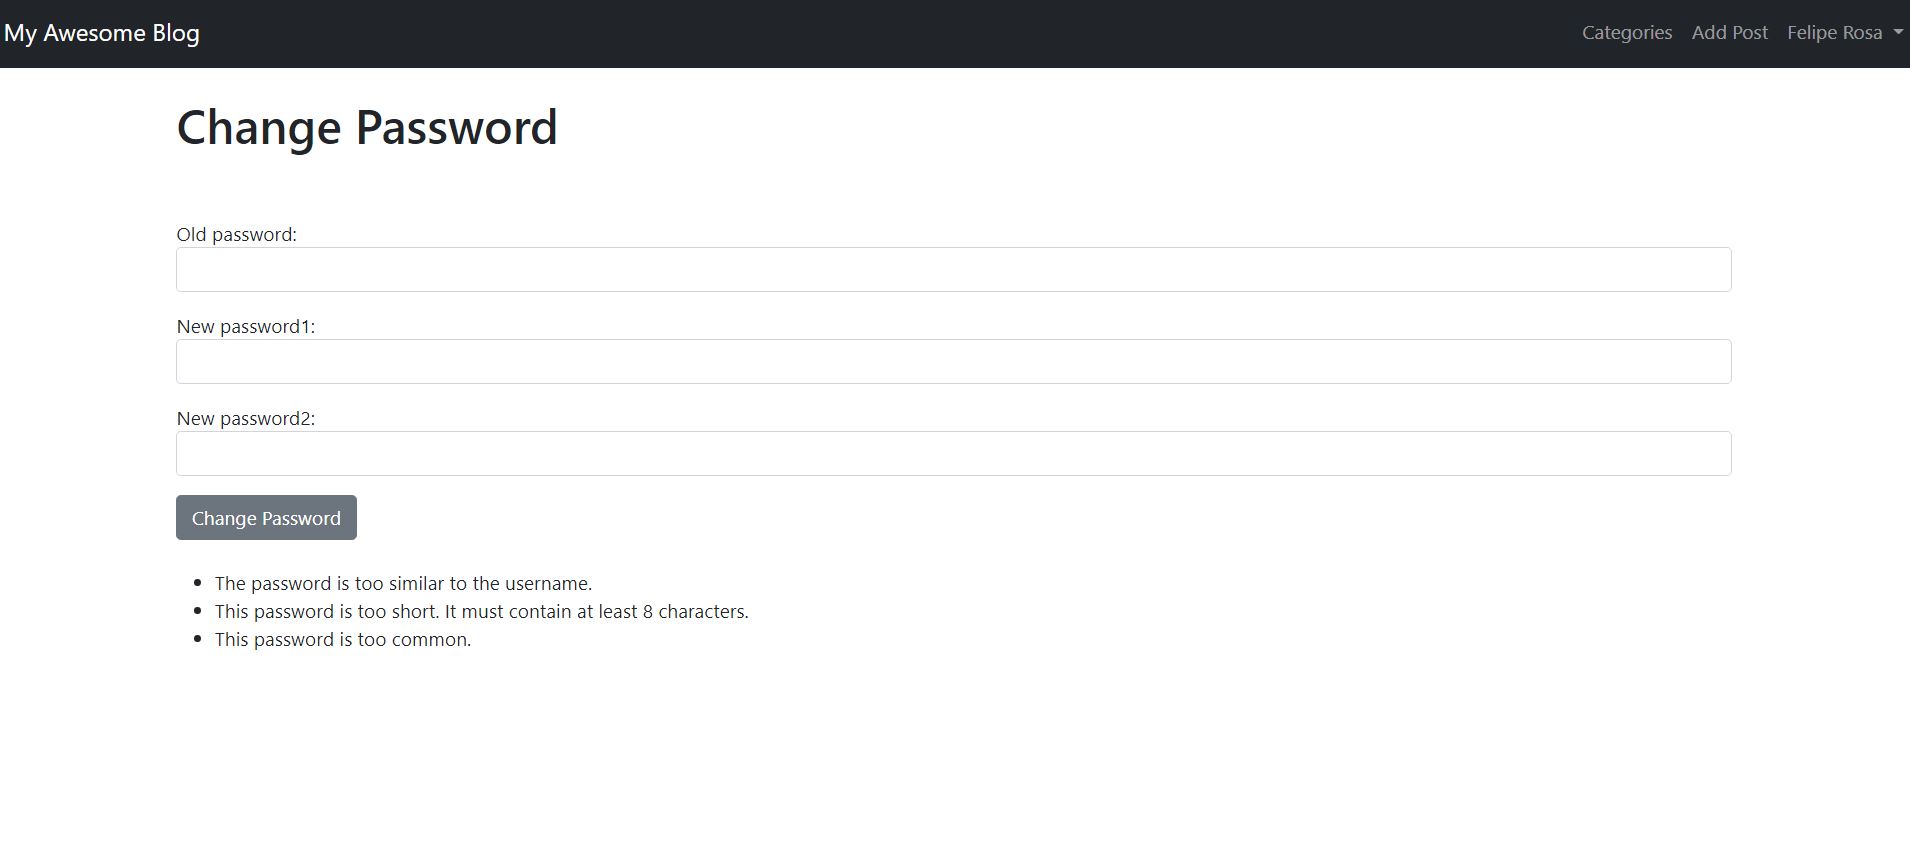 My Awesome Blog
Categories Add Post Felipe Rosa
Change Password
Old password:
New password1:
New password2:
Change Password
The password is too similar to the username.
This password is too short. It must contain at least 8 characters.
This password is too common.